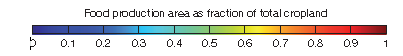 Food production area as fraction of total cropland
0 0.1 0.2 0.3 0.4 0.5 0.6 0.7 0.8 0.9 1